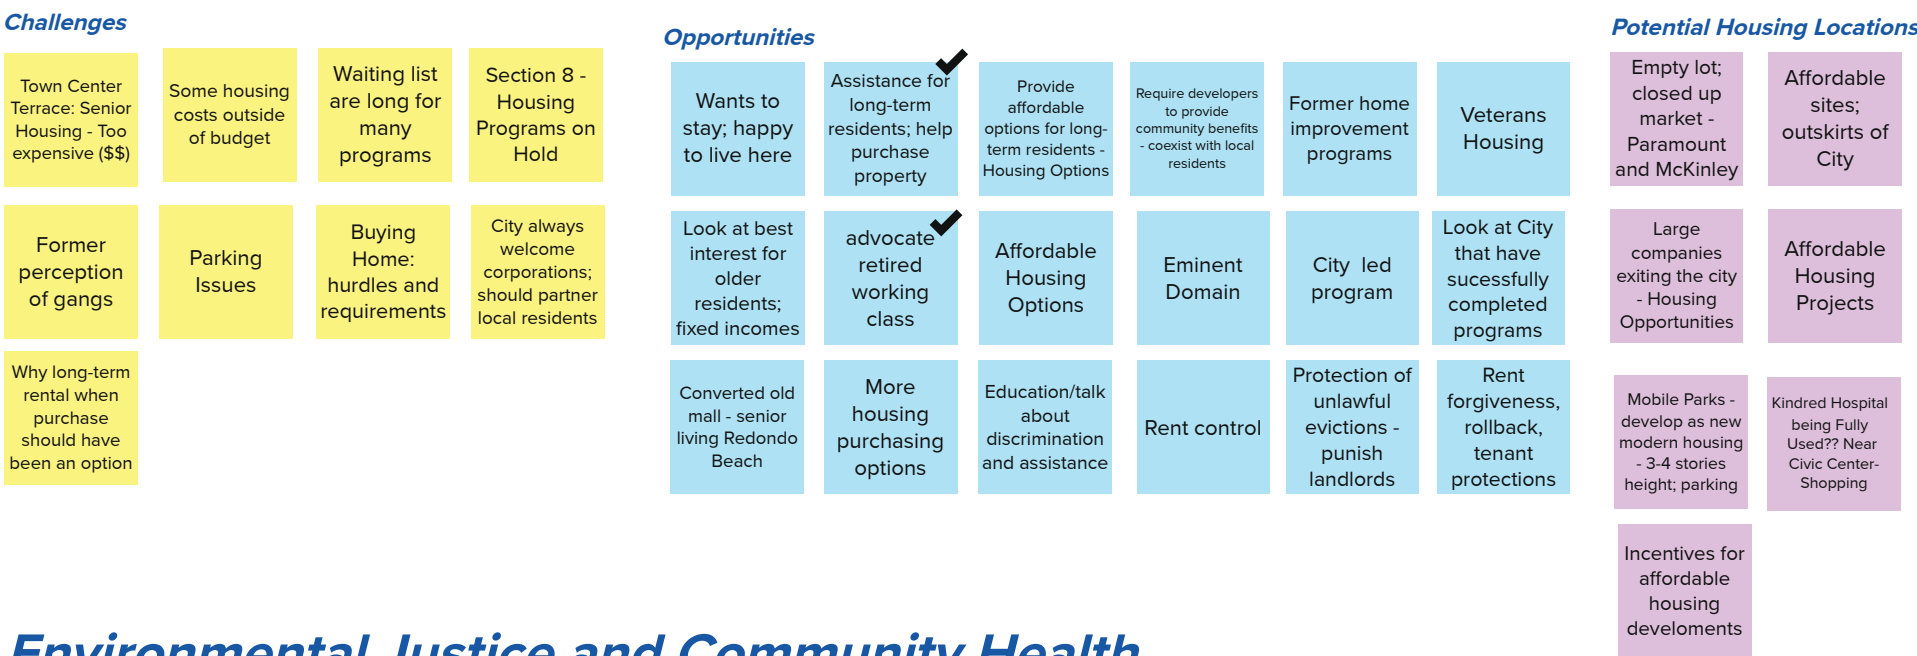 Challenges
Town Center
Terrace: Senior
Housing - Too
expensive ($$)
Some housing
costs outside
of budget
Waiting list
are long for
many
programs
Section 8 -
Housing
Programs on
Hold
Former
perception
of gangs
Parking
Issues
Buying
Home:
hurdles and
requirements
City always
welcome
corporations;
should partner
local residents
Why long-term
rental when
purchase
should have
been an option
Opportunities
Wants to
stay; happy
to live here
Assistance for
long-term
residents; help
purchase
property
Provide
affordable
options for long-
term residents -
Housing Options
Require developers
to provide
community benefits
- coexist with local
residents
Former home
improvement
programs
Veterans
Housing
Look at best
interest for
older
residents;
fixed incomes
advocate
retired
working
class
Affordable
Housing
Options
Eminent
Domain
City led
program
Look at City
that have
sucessfully
completed
programs
Converted old
mall - senior
living Redondo
Beach
More
housing
purchasing
options
Education/talk
about
discrimination
and assistance
Rent control
Protection of
unlawful
evictions -
punish
landlords
Rent
forgiveness,
rollback,
tenant
protections
Potential Housing Locations
Empty lot;
closed up
market -
Paramount
and McKinley
Affordable
sites;
outskirts of
City
Large
companies
exiting the city
- Housing
Opportunities
Affordable
Housing
Projects
Mobile Parks -
develop as new
modern housing
- 3-4 stories
height; parking
Kindred Hospital
being Fully
Used?? Near
Civic Center-
Shopping
Incentives for
affordable
housing
develoments
Environmental Justice and Community Health